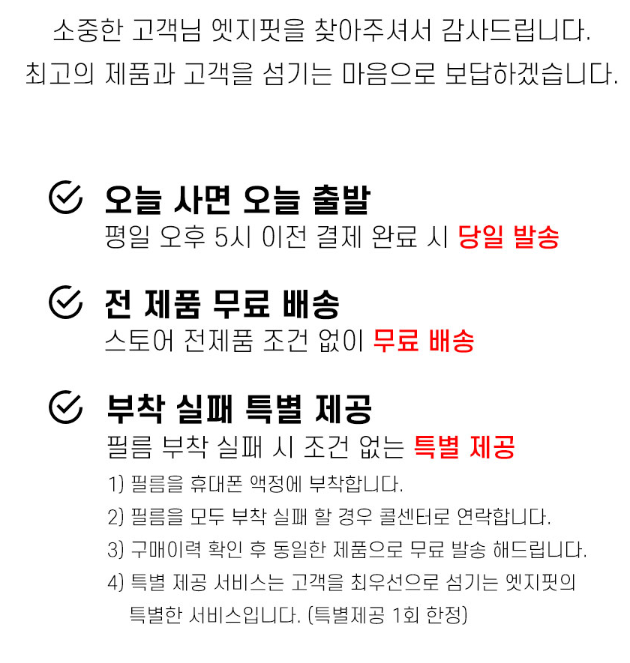 소중한 고객님 엣지핏을 찾아주셔서 감사드립니다.
최고의 제품과 고객을 섬기는 마음으로 보답하겠습니다.
오늘 사면 오늘 출발
평일 오후 5시 이전 결제 완료 시 당일 발송
전 제품 무료 배송
스토어 전제품 조건 없이 무료 배송
부착 실패 특별 제공
필름 부착 실패 시 조건 없는 특별 제공
1) 필름을 휴대폰 액정에 부착합니다.
2) 필름을 모두 부착 실패 할 경우 콜센터로 연락합니다.
3) 구매이력 확인 후 동일한 제품으로 무료 발송 해드립니다.
4) 특별 제공 서비스는 고객을 최우선으로 섬기는 엣지핏의
특별한 서비스입니다. (특별제공 1회 한정)